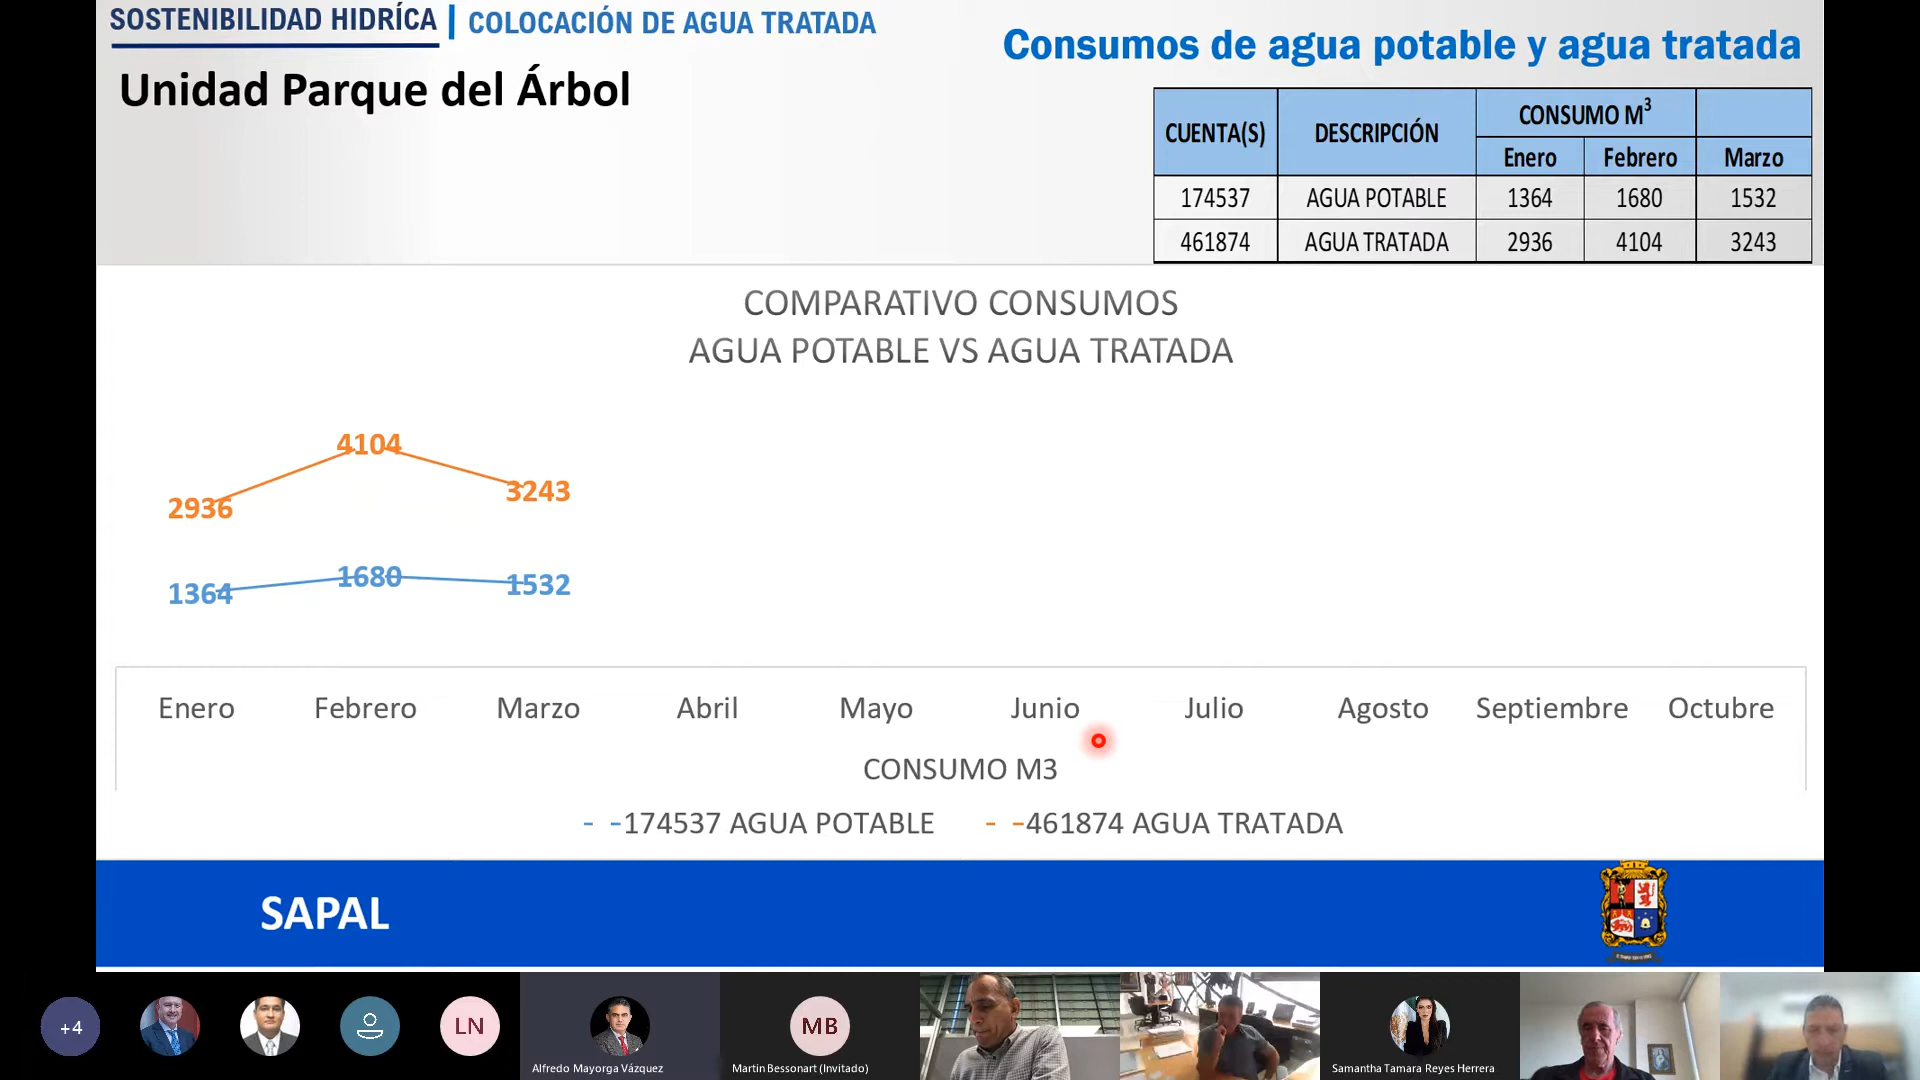 SOSTENIBILIDAD HIDRÍCA | COLOCACIÓN DE AGUA TRATADA
Unidad Parque del Árbol
Consumos de agua potable y agua tratada
CUENTA(S) DESCRIPCIÓN CONSUMO M³
Enero Febrero Marzo
174537 AGUA POTABLE 1364 1680 1532
461874 AGUA TRATADA 2936 4104 3243
COMPARATIVO CONSUMOS
AGUA POTABLE VS AGUA TRATADA
2936 4104 3243
1364 1680 1532
Enero Febrero Marzo Abril Mayo Junio Julio Agosto Septiembre Octubre
CONSUMO M3
174537 AGUA POTABLE 461874 AGUA TRATADA
SAPAL
+4 LN MB
Alfredo Mayorga Vázquez Martin Bessonart (Invitado) Samantha Tamara Reyes Herrera